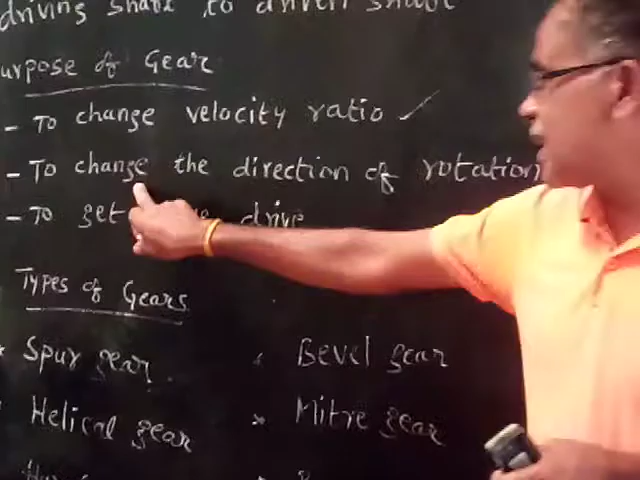 driving shaft to driven shaft
urpose of Gear
- To change velocity ratio ✓
- To change the direction of rotation
- To get drive
Types of Gears
Spur gear
* Bevel gear
Helical gear
* Mitre gear